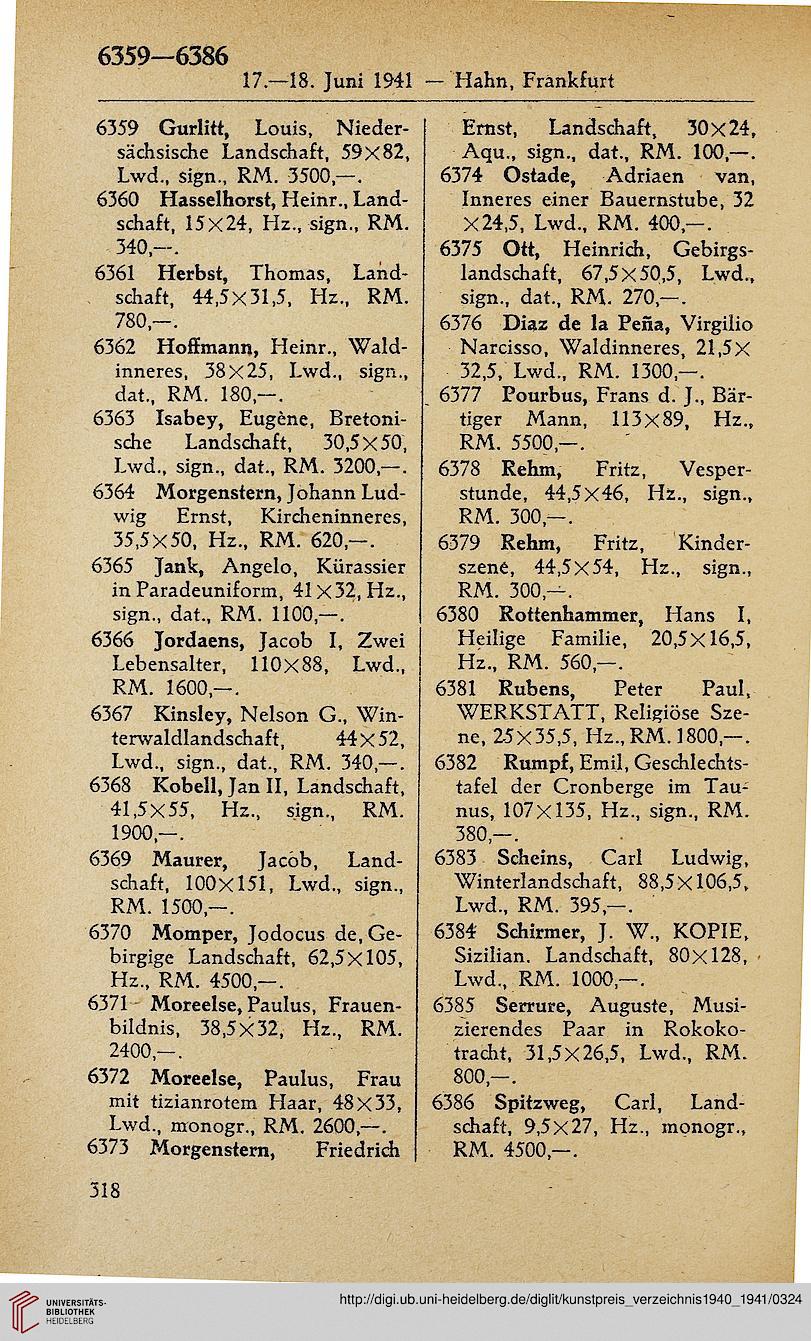 6359—6386
17.—18. Juni 1941 — Hahn, Frankfurt
6359 Gurlitt, Louis, Nieder-
sächsische Landschaft, 59×82,
Lwd., sign., RM. 3500,—.
6360 Hasselhorst, Heinr., Land-
schaft, 15×24, Hz., sign., RM.
340,—.
6361 Herbst, Thomas, Land-
schaft, 44,5×31,5, Hz., RM.
780,—.
6362 Hoffmann, Heinr., Wald-
inneres, 38×25, Lwd., sign.,
dat., RM. 180,—.
6363 Isabey, Eugène, Bretoni-
sche Landschaft, 30,5×50,
Lwd., sign., dat., RM. 3200,—.
6364 Morgenstern, Johann Lud-
wig Ernst, Kircheninneres,
35,5×50, Hz., RM. 620,—.
6365 Jank, Angelo, Kürassier
in Paradeuniform, 41×32, Hz.,
sign., dat., RM. 1100,—.
6366 Jordaens, Jacob I, Zwei
Lebensalter, 110×88, Lwd.,
RM. 1600,—.
6367 Kinsley, Nelson G., Win-
terwaldlandschaft, 44×52,
Lwd., sign., dat., RM. 340,—.
6368 Kobell, Jan II, Landschaft,
41,5×55, Hz., sign., RM.
1900,—.
6369 Maurer, Jacob, Land-
schaft, 100×151, Lwd., sign.,
RM. 1500,—.
6370 Momper, Jodocus de, Ge-
birgige Landschaft, 62,5×105,
Hz., RM. 4500,—.
6371 Moreelse, Paulus, Frauen-
bildnis, 38,5×32, Hz., RM.
2400,—.
6372 Moreelse, Paulus, Frau
mit tizianrotem Haar, 48×33,
Lwd., monogr., RM. 2600,—.
6373 Morgenstern, Friedrich
Ernst, Landschaft, 30×24,
Aqu., sign., dat., RM. 100,—.
6374 Ostade, Adriaen van,
Inneres einer Bauernstube, 32
×24,5, Lwd., RM. 400,—.
6375 Ott, Heinrich, Gebirgs-
landschaft, 67,5×50,5, Lwd.,
sign., dat., RM. 270,—.
6376 Diaz de la Peña, Virgilio
Narcisso, Waldinneres, 21,5×
32,5, Lwd., RM. 1300,—.
6377 Pourbus, Frans d. J., Bär-
tiger Mann, 113×89, Hz.,
RM. 5500,—.
6378 Rehm, Fritz, Vesper-
stunde, 44,5×46, Hz., sign.,
RM. 300,—.
6379 Rehm, Fritz, Kinder-
szene, 44,5×54, Hz., sign.,
RM. 300,—.
6380 Rottenhammer, Hans I,
Heilige Familie, 20,5×16,5,
Hz., RM. 560,—.
6381 Rubens, Peter Paul,
WERKSTATT, Religiöse Sze-
ne, 25×35,5, Hz., RM. 1800,—.
6382 Rumpf, Emil, Geschlechts-
tafel der Cronberge im Tau-
nus, 107×135, Hz., sign., RM.
380,—.
6383 Scheins, Carl Ludwig,
Winterlandschaft, 88,5×106,5,
Lwd., RM. 395,—.
6384 Schirmer, J. W., KOPIE,
Sizilian. Landschaft, 80×128,
Lwd., RM. 1000,—.
6385 Serrure, Auguste, Musi-
zierendes Paar in Rokoko-
tracht, 31,5×26,5, Lwd., RM.
800,—.
6386 Spitzweg, Carl, Land-
schaft, 9,5×27, Hz., monogr.,
RM. 4500,—.
318
UNIVERSITÄTS-
BIBLIOTHEK
HEIDELBERG
http://digi.ub.uni-heidelberg.de/diglit/kunstpreis_verzeichnis1940_1941/0324